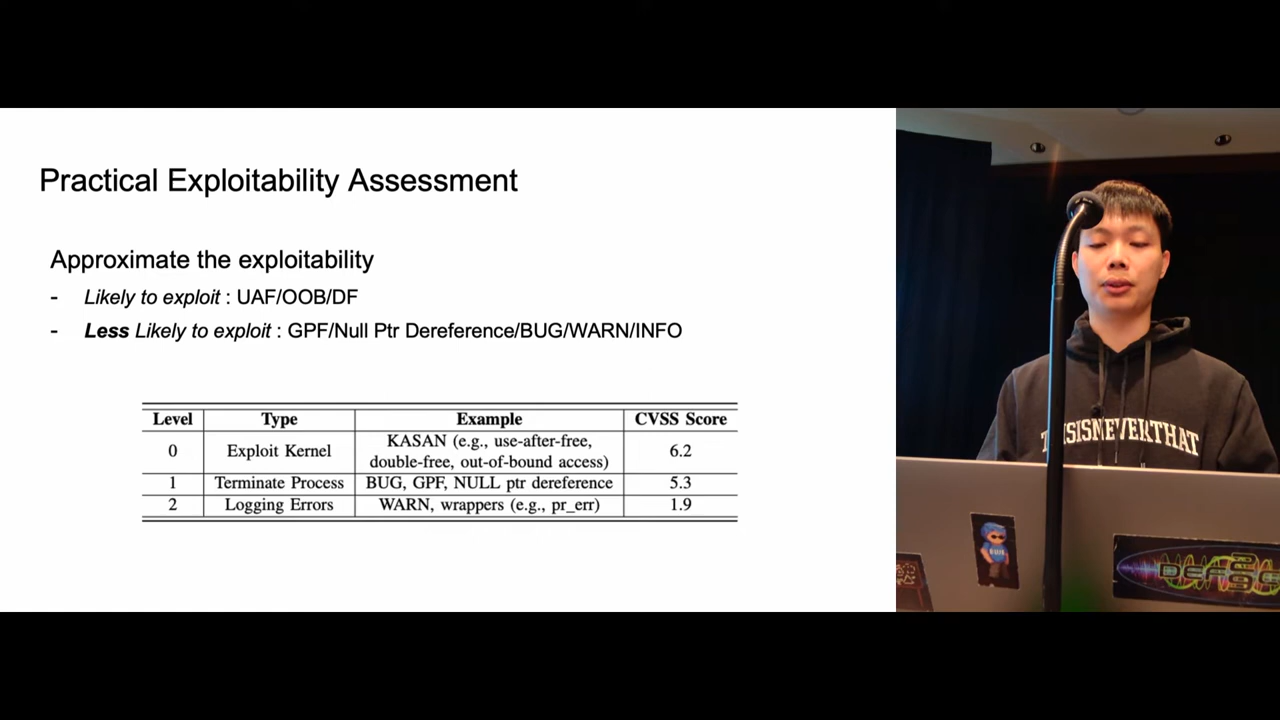 Practical Exploitability Assessment
Approximate the exploitability
- Likely to exploit : UAF/OOB/DF
- Less Likely to exploit : GPF/Null Ptr Dereference/BUG/WARN/INFO
Level Type Example CVSS Score
0 Exploit Kernel KASAN (e.g., use-after-free, double-free, out-of-bound access) 6.2
1 Terminate Process BUG, GPF, NULL ptr dereference 5.3
2 Logging Errors WARN, wrappers (e.g., pr_err) 1.9